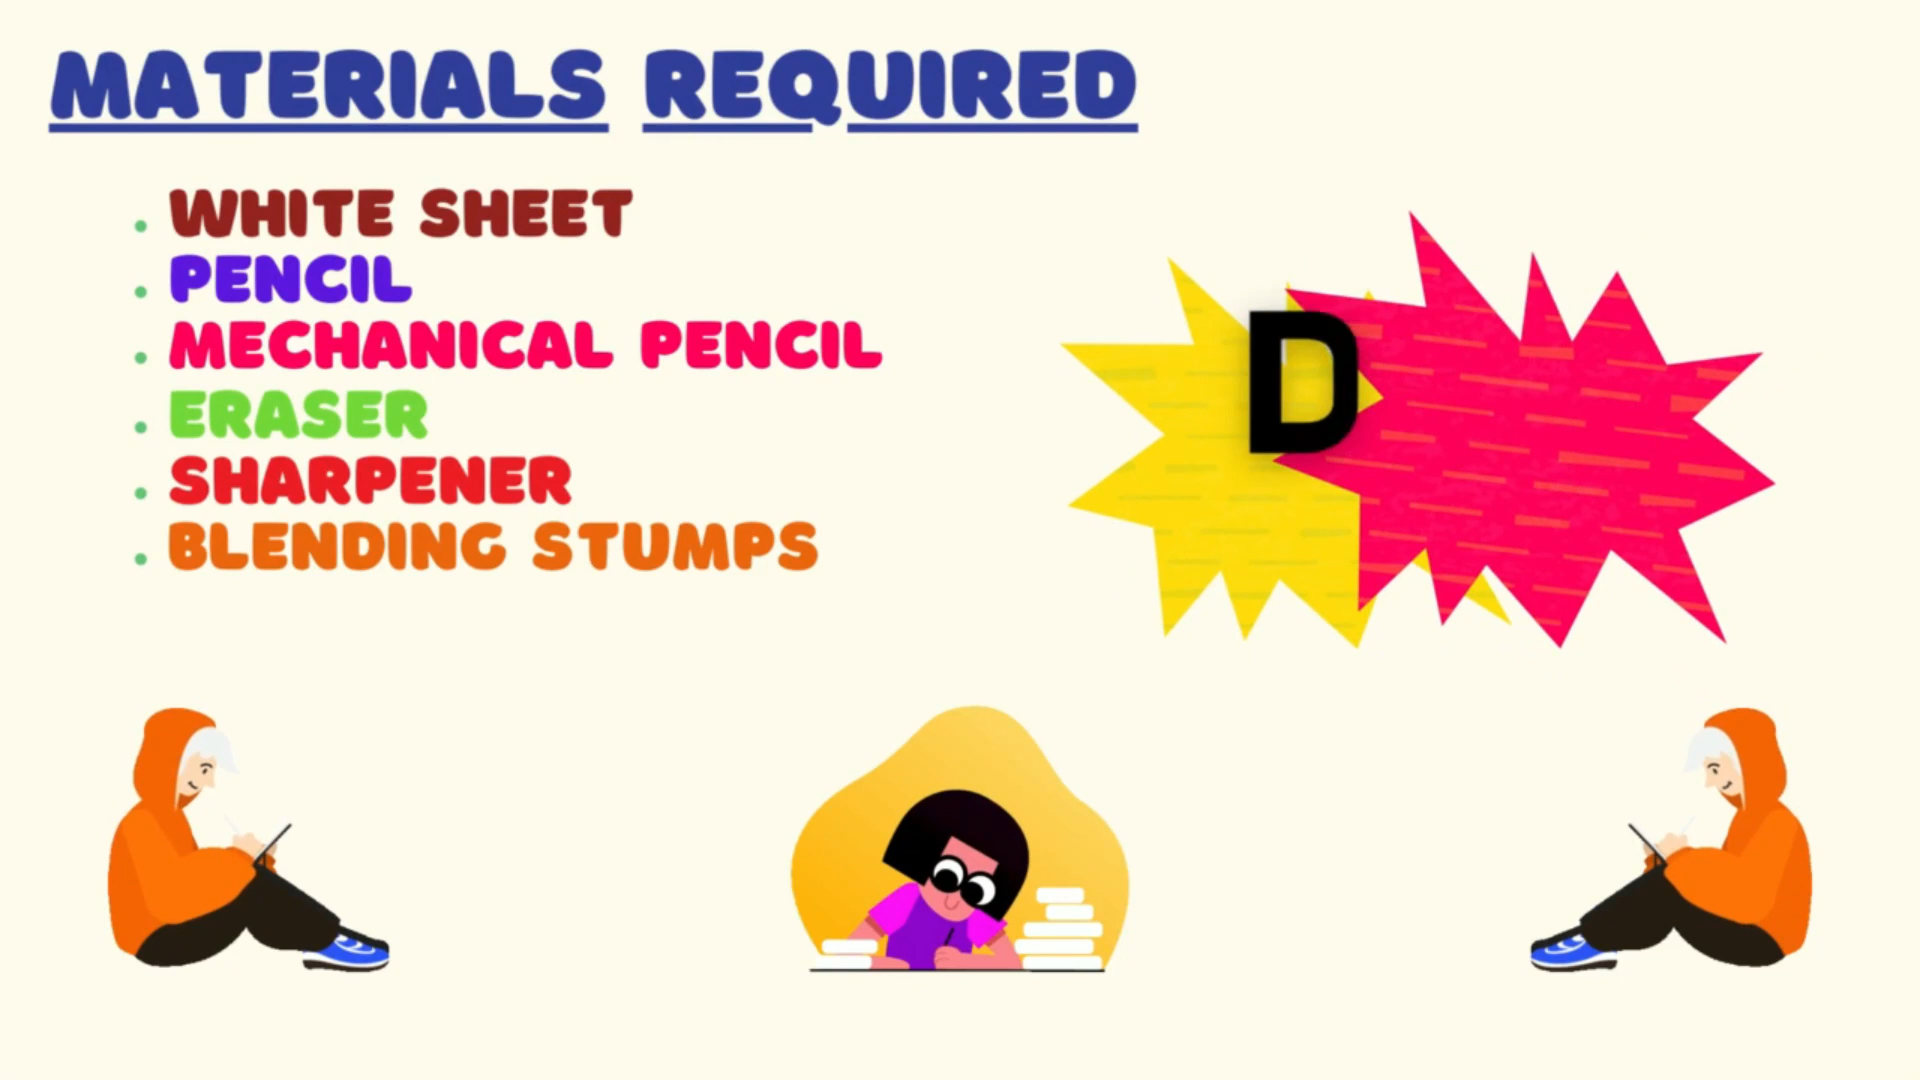 MATERIALS REQUIRED
WHITE SHEET
PENCIL
MECHANICAL PENCIL
ERASER
SHARPENER
BLENDING STUMPS
D